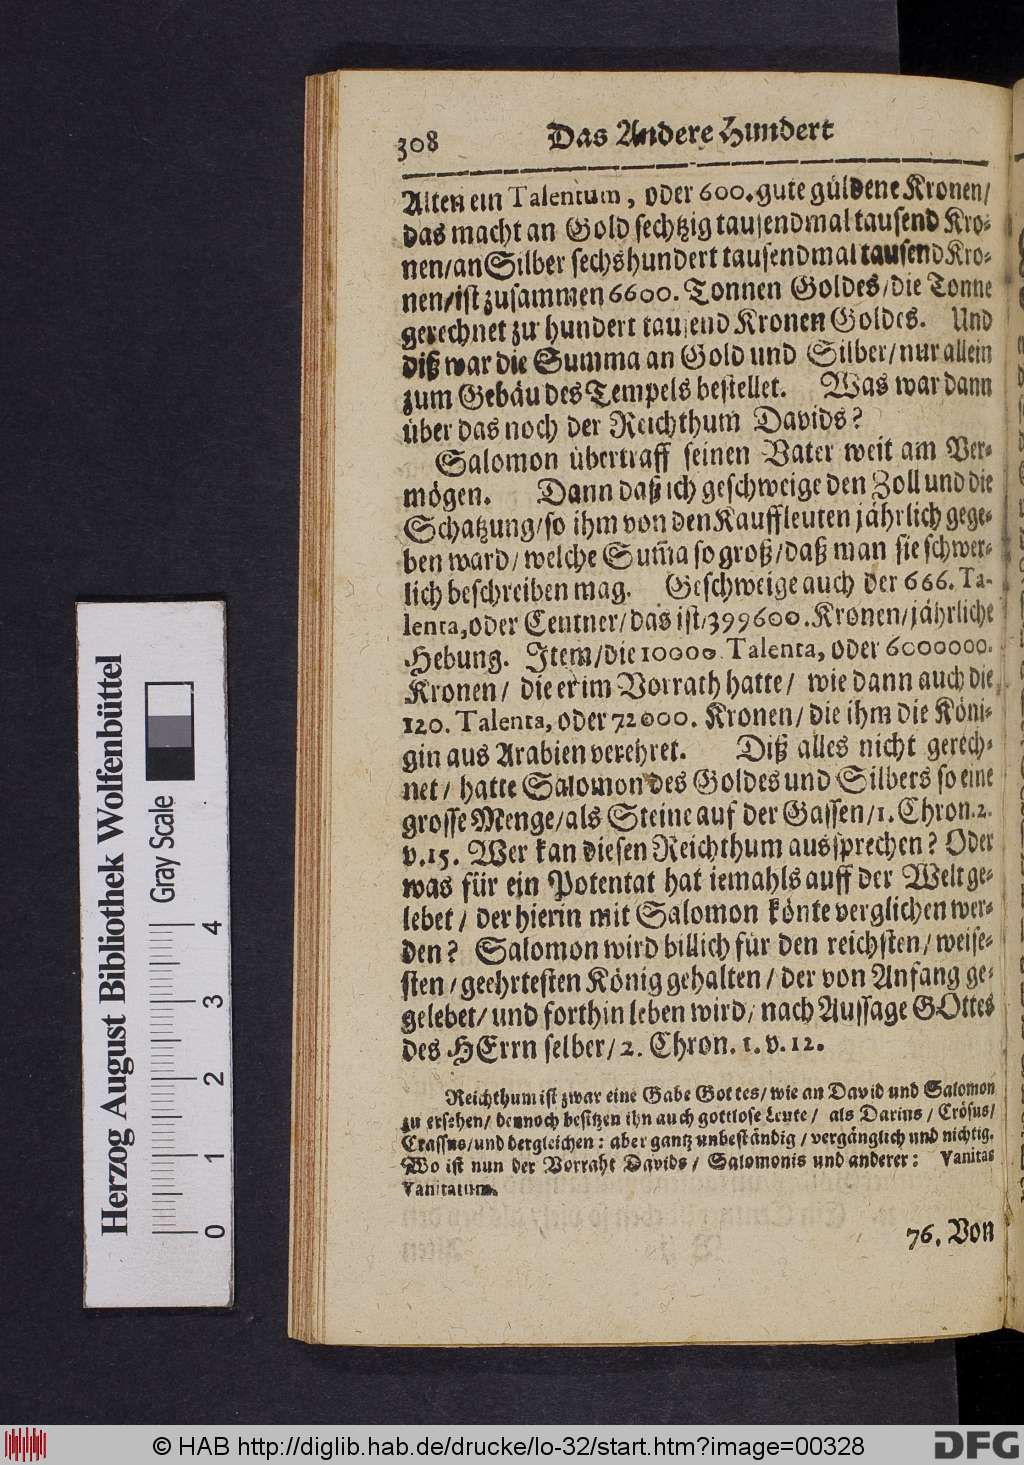 308 Das Andere Hundert
Alten ein Talentum, oder 600. gute güldene Kronen/
das macht an Gold sechtzig tausendmal tausend Kro-
nen/ an Silber sechshundert tausendmal tausend Kro-
nen/ ist zusammen 6600. Tonnen Goldes/ die Tonne
gerechnet zu hundert tausend Kronen Goldes. Und
diß war die Summa an Gold und Silber/ nur allein
zum Gebäu des Tempels bestellet. Was war dann
über das noch der Reichthum Davids?
Salomon übertraff seinen Vater weit am Ver-
mögen. Dann daß ich geschweige den Zoll und die
Schatzung/ so ihm von den Kauffleuten jährlich gege-
ben ward/ welche Sum̄a so groß/ daß man sie schwer-
lich beschreiben mag. Geschweige auch der 666. Ta-
lenta, oder Centner/ das ist/ 399600. Kronen/ jährliche
Hebung. Item/ die 10000 Talenta, oder 6000000.
Kronen/ die er im Vorrath hatte/ wie dann auch die
120. Talenta, oder 72000. Kronen/ die ihm die Köni-
gin aus Arabien verehret. Diß alles nicht gerech-
net/ hatte Salomon des Goldes und Silbers so eine
grosse Menge/ als Steine auf der Gassen/ 1. Chron. 2.
v. 15. Wer kan diesen Reichthum aussprechen? Oder
was für ein Potentat hat iemahls auff der Welt ge-
lebet/ der hierin mit Salomon könte verglichen wer-
den? Salomon wird billich für den reichsten/ weise-
sten/ geehrtesten König gehalten/ der von Anfang ge-
gelebet/ und forthin leben wird/ nach Aussage GOttes
des HErrn selber/ 2. Chron. 1. v. 12.
Reichthum ist zwar eine Gabe Gottes/ wie an David und Salomon
zu ersehen/ dennoch besitzen ihn auch gottlose Leute/ als Darius/ Crösus/
Crassus/ und dergleichen: aber gantz unbeständig/ vergänglich und nichtig.
Wo ist nun der Vorraht Davids/ Salomonis und anderer: Vanitas
Vanitatum.
76. Von
Herzog August Bibliothek Wolfenbüttel
Gray Scale
0 1 2 3 4
© HAB http://diglib.hab.de/drucke/lo-32/start.htm?image=00328
DFG